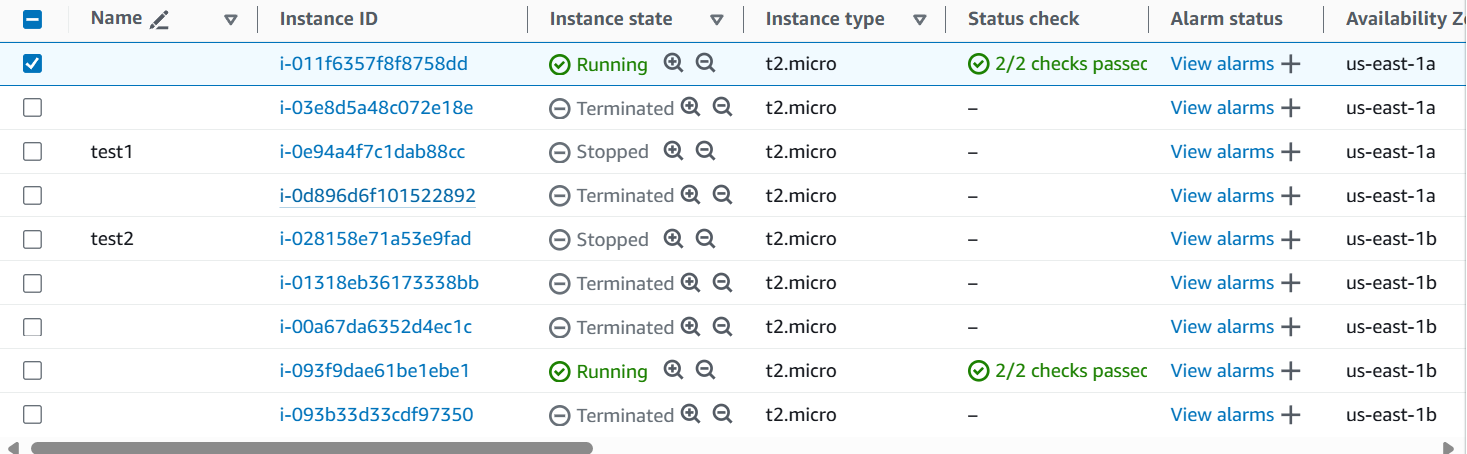 Name Instance ID Instance state Instance type Status check Alarm status Availability Z
i-011f6357f8f8758dd Running t2.micro 2/2 checks passed View alarms + us-east-1a
i-03e8d5a48c072e18e Terminated t2.micro – View alarms + us-east-1a
test1 i-0e94a4f7c1dab88cc Stopped t2.micro – View alarms + us-east-1a
i-0d896d6f101522892 Terminated t2.micro – View alarms + us-east-1a
test2 i-028158e71a53e9fad Stopped t2.micro – View alarms + us-east-1b
i-01318eb36173338bb Terminated t2.micro – View alarms + us-east-1b
i-00a67da6352d4ec1c Terminated t2.micro – View alarms + us-east-1b
i-093f9dae61be1ebe1 Running t2.micro 2/2 checks passed View alarms + us-east-1b
i-093b33d33cdf97350 Terminated t2.micro – View alarms + us-east-1b